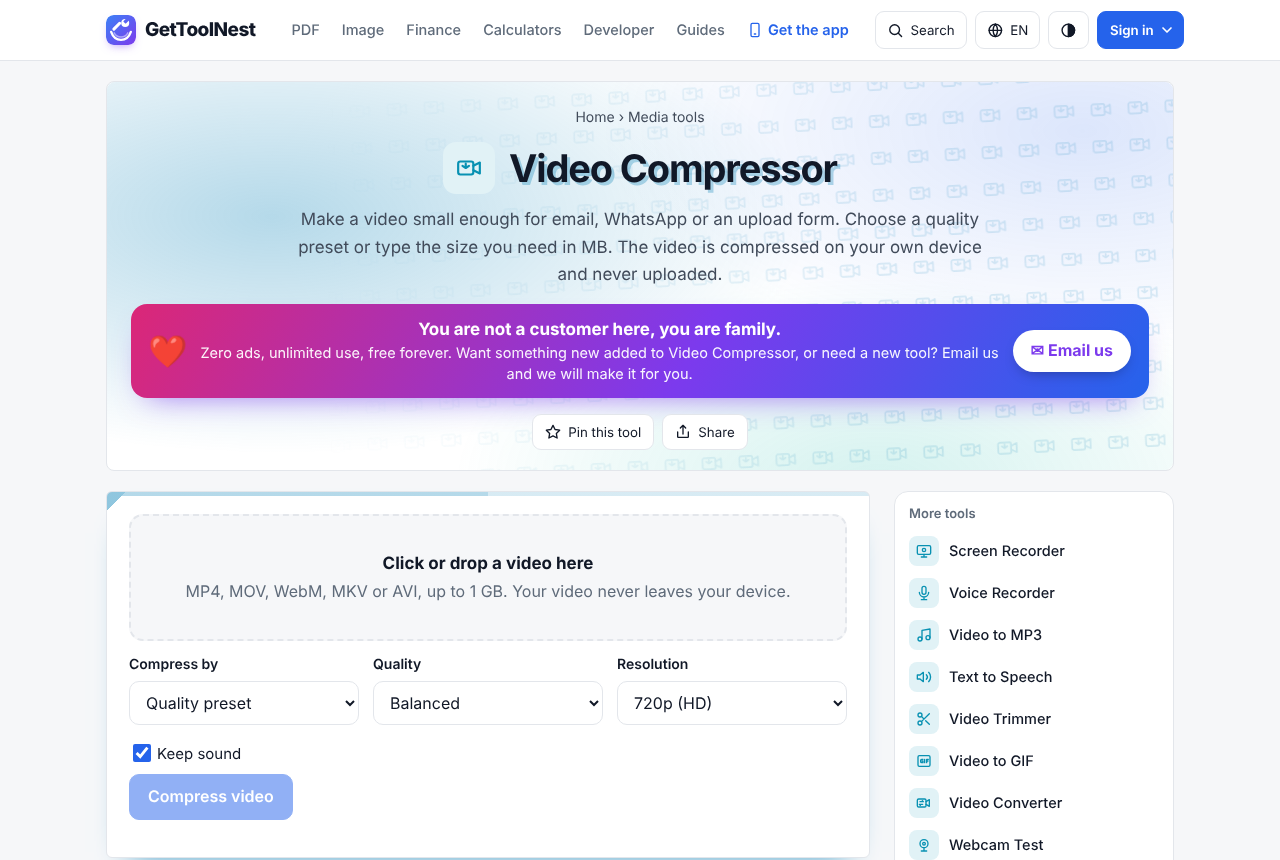 GetToolNest
PDF
Image
Finance
Calculators
Developer
Guides
Get the app
Search
EN
Sign in
Home › Media tools
Video Compressor
Make a video small enough for email, WhatsApp or an upload form. Choose a quality
preset or type the size you need in MB. The video is compressed on your own device
and never uploaded.
You are not a customer here, you are family.
Zero ads, unlimited use, free forever. Want something new added to Video Compressor, or need a new tool? Email us
and we will make it for you.
✉ Email us
Pin this tool
Share
Click or drop a video here
MP4, MOV, WebM, MKV or AVI, up to 1 GB. Your video never leaves your device.
Compress by
Quality
Resolution
Quality preset
Balanced
720p (HD)
Keep sound
Compress video
More tools
Screen Recorder
Voice Recorder
Video to MP3
Text to Speech
Video Trimmer
Video to GIF
Video Converter
Webcam Test